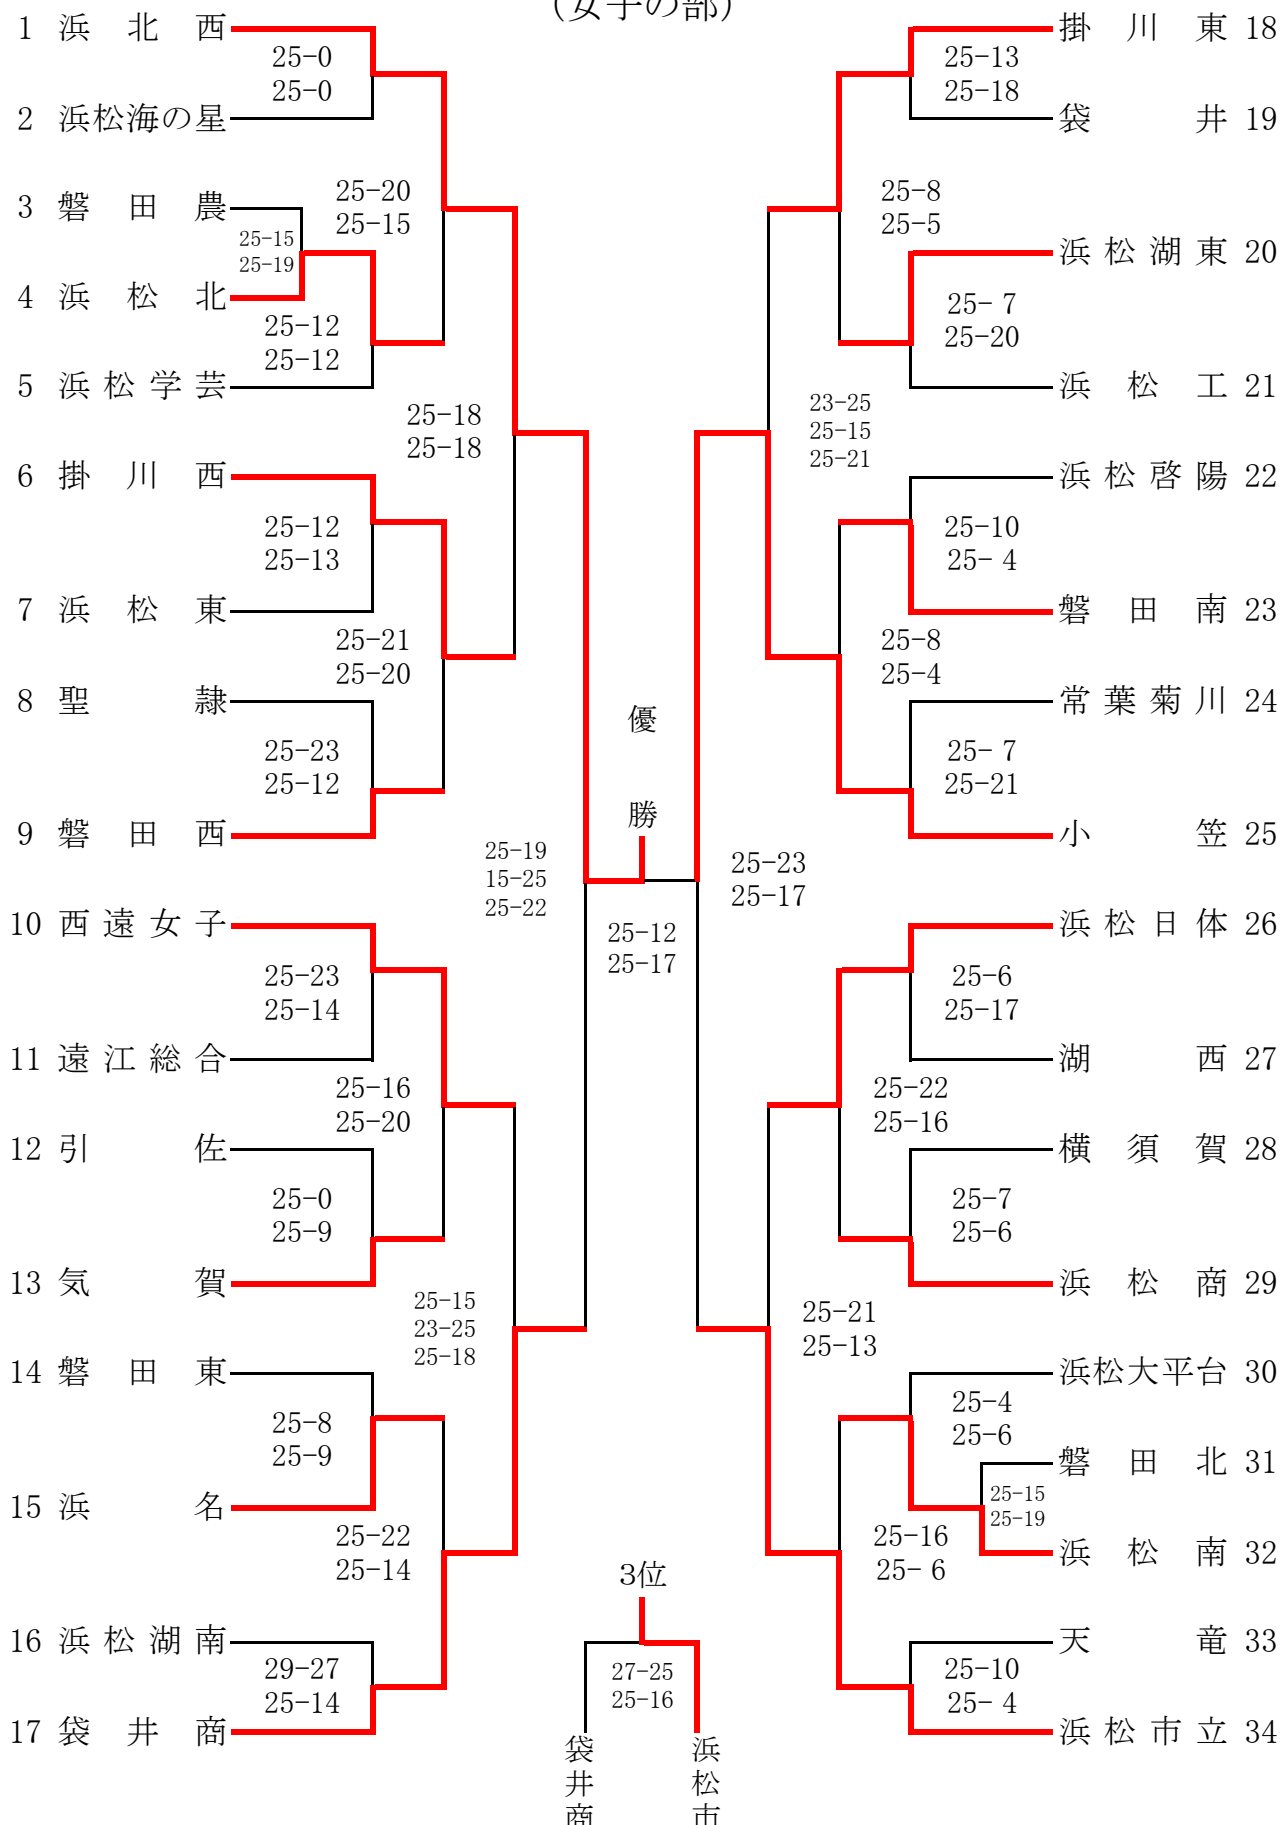 (女子の部)
1 浜北西
25-0
25-0
2 浜松海の星
3 磐田農
25-15
25-19
4 浜松北
25-12
25-12
5 浜松学芸
25-20
25-15
6 掛川西
25-12
25-13
7 浜松東
8 聖隷
25-23
25-12
9 磐田西
25-21
25-20
25-18
25-18
10 西遠女子
25-23
25-14
11 遠江総合
12 引佐
25-0
25-9
13 気賀
25-16
25-20
14 磐田東
25-8
25-9
15 浜名
16 浜松湖南
29-27
25-14
17 袋井商
25-22
25-14
25-15
23-25
25-18
25-19
15-25
25-22
優
勝
25-12
25-17
掛川東 18
25-13
25-18
袋井 19
浜松湖東 20
25- 7
25-20
浜松工 21
25-8
25-5
浜松啓陽 22
25-10
25- 4
磐田南 23
常葉菊川 24
25- 7
25-21
小笠 25
25-8
25-4
23-25
25-15
25-21
25-23
25-17
浜松日体 26
25-6
25-17
湖西 27
横須賀 28
25-7
25-6
浜松商 29
25-22
25-16
浜松大平台 30
25-4
25-6
磐田北 31
25-15
25-19
浜松南 32
天竜 33
25-10
25- 4
浜松市立 34
25-16
25- 6
25-21
25-13
3位
27-25
25-16
袋井商
浜松市